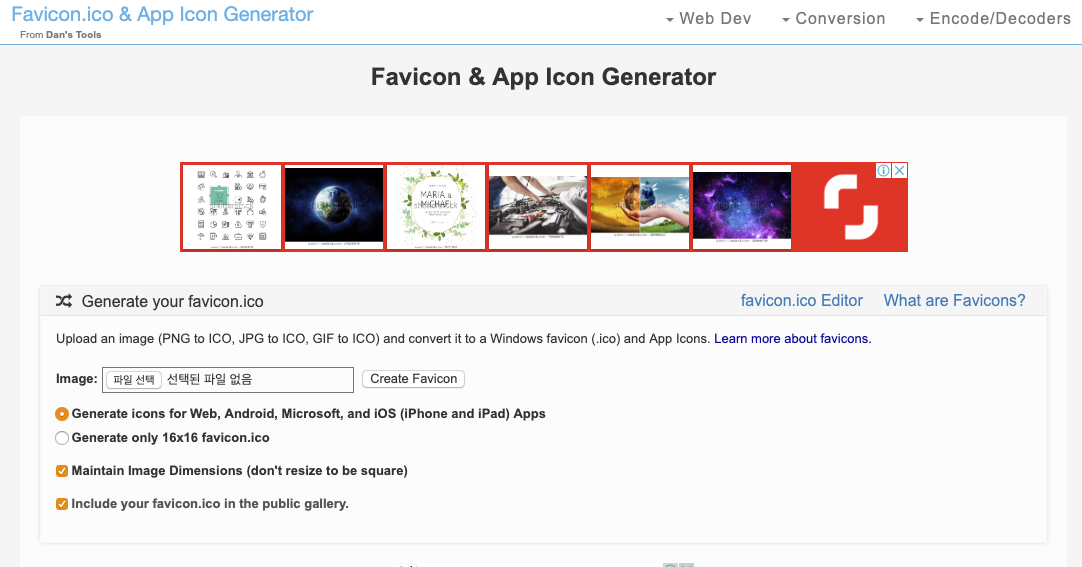 Favicon.ico & App Icon Generator
From Dan's Tools
Web Dev
Conversion
Encode/Decoders
Favicon & App Icon Generator
MARIA &
MICHAEL
shutterstock
Generate your favicon.ico
favicon.ico Editor
What are Favicons?
Upload an image (PNG to ICO, JPG to ICO, GIF to ICO) and convert it to a Windows favicon (.ico) and App Icons. Learn more about favicons.
Image: 파일 선택 선택된 파일 없음 Create Favicon
Generate icons for Web, Android, Microsoft, and iOS (iPhone and iPad) Apps
Generate only 16x16 favicon.ico
Maintain Image Dimensions (don't resize to be square)
Include your favicon.ico in the public gallery.